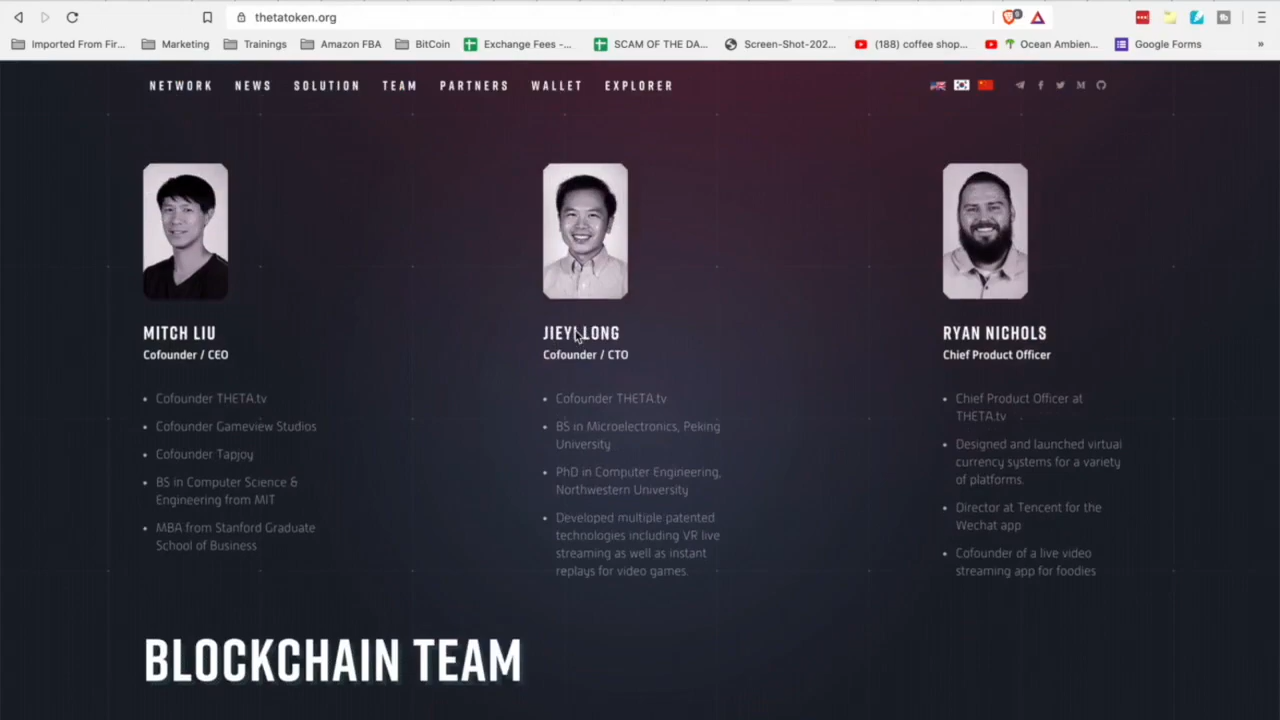 thetatoken.org
Imported From Fir... Marketing Trainings Amazon FBA BitCoin Exchange Fees -... SCAM OF THE DA... Screen-Shot-202... (188) coffee shop... Ocean Ambien... Google Forms »
NETWORK NEWS SOLUTION TEAM PARTNERS WALLET EXPLORER
MITCH LIU
Cofounder / CEO
• Cofounder THETA.tv
• Cofounder Gameview Studios
• Cofounder Tapjoy
• BS in Computer Science &
Engineering from MIT
• MBA from Stanford Graduate
School of Business
JIEYI LONG
Cofounder / CTO
• Cofounder THETA.tv
• BS in Microelectronics, Peking
University
• PhD in Computer Engineering,
Northwestern University
• Developed multiple patented
technologies including VR live
streaming as well as instant
replays for video games.
RYAN NICHOLS
Chief Product Officer
• Chief Product Officer at
THETA.tv
• Designed and launched virtual
currency systems for a variety
of platforms.
• Director at Tencent for the
Wechat app
• Cofounder of a live video
streaming app for foodies
BLOCKCHAIN TEAM